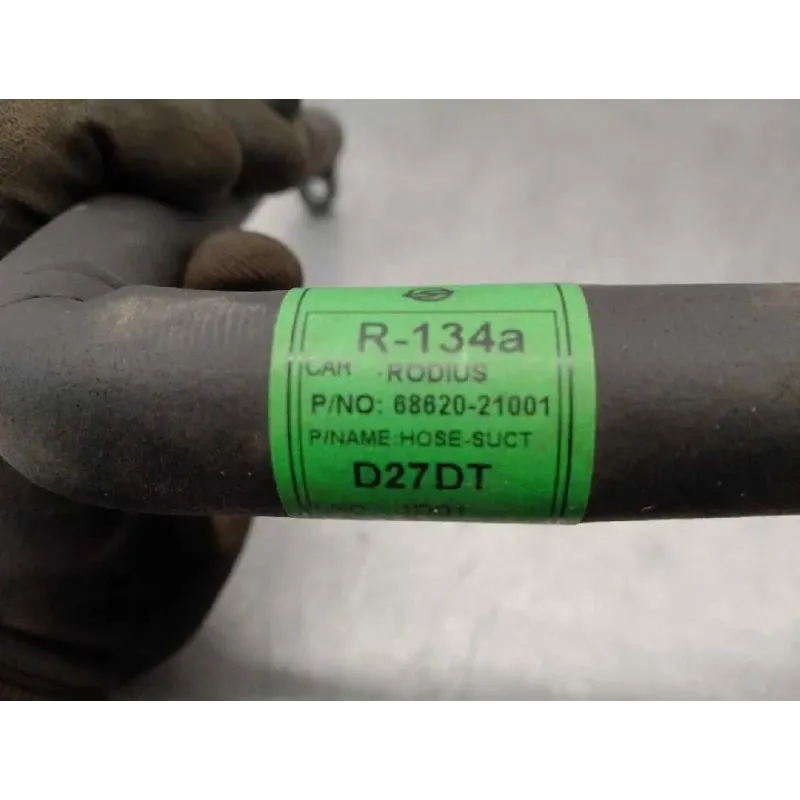 R-134a
CAR RODIUS
P/NO: 68620-21001
P/NAME:HOSE-SUCT
D27DT